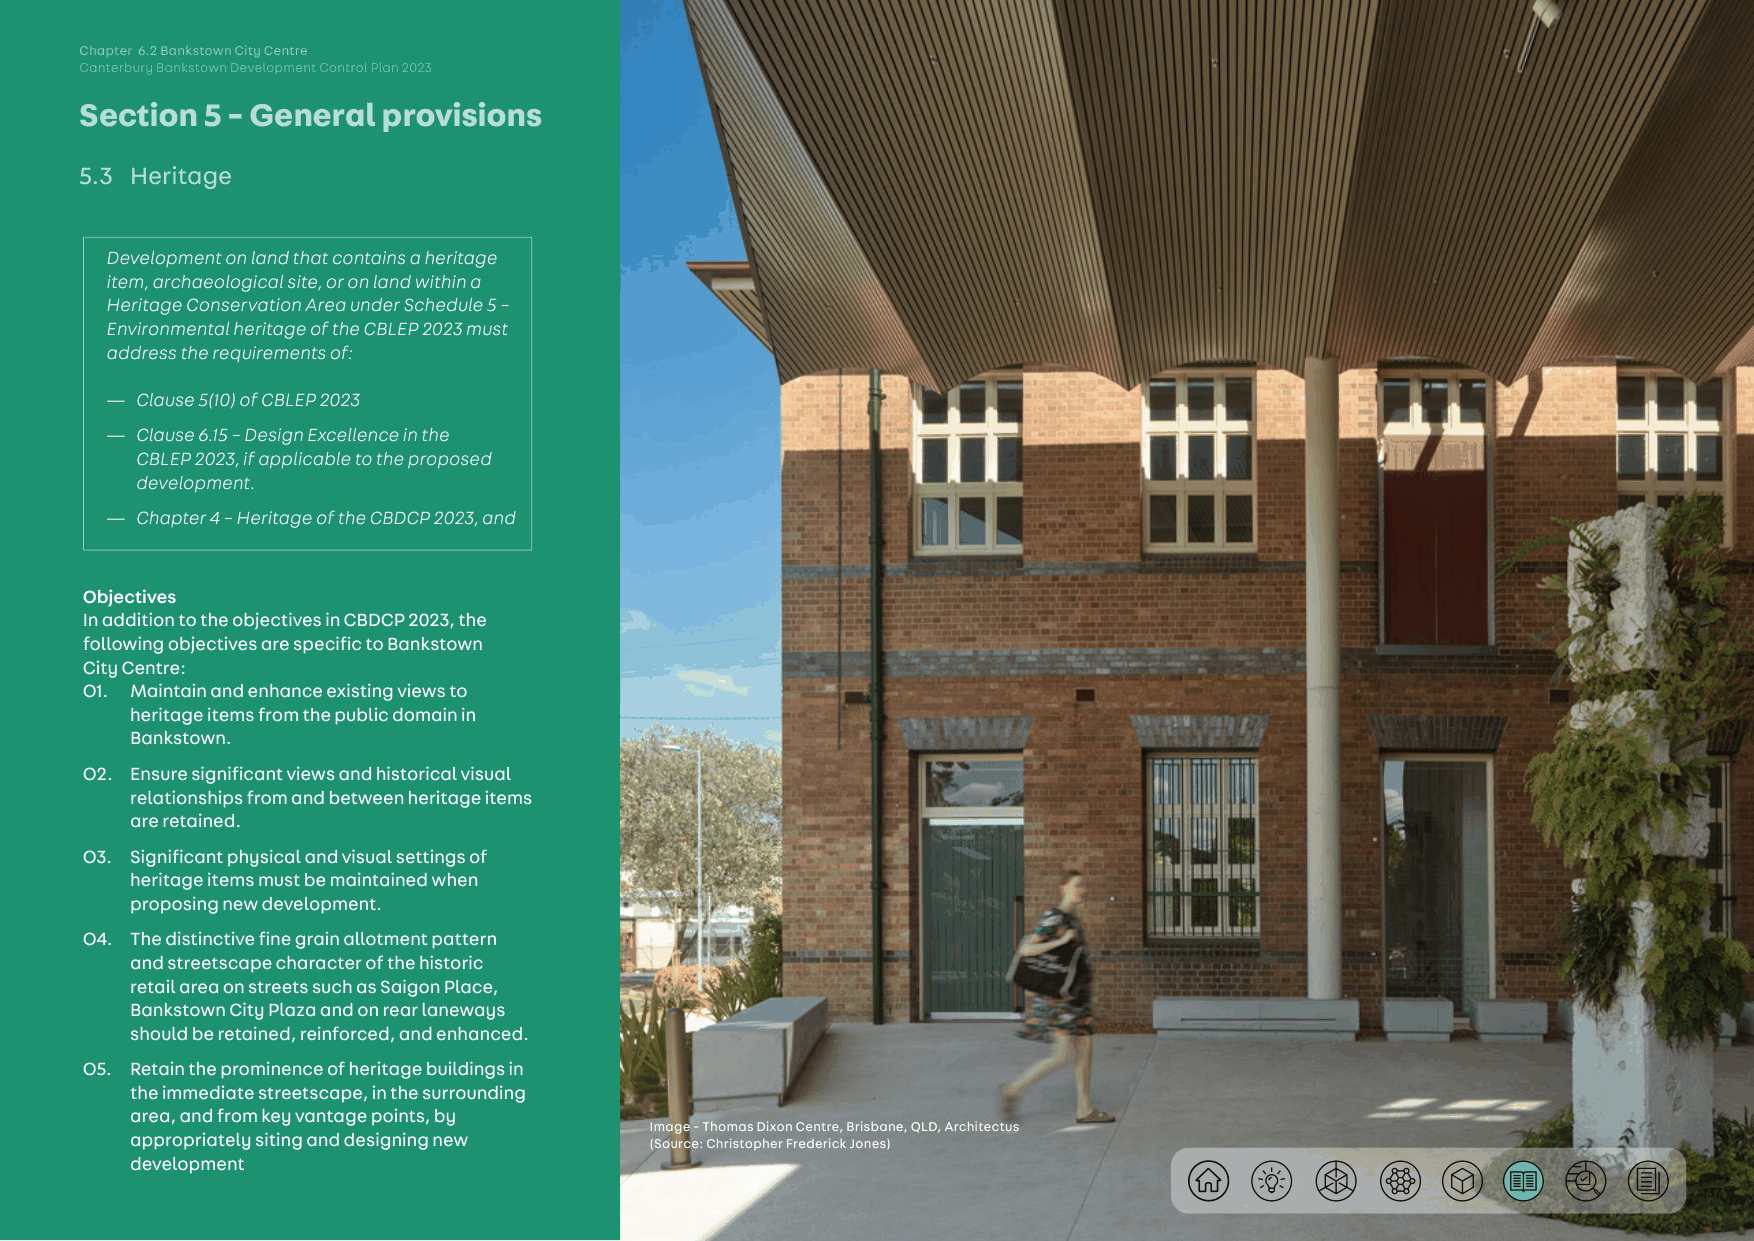 Chapter 6.2 Bankstown City Centre
Canterbury Bankstown Development Control Plan 2023
Section 5 – General provisions
5.3 Heritage
Development on land that contains a heritage
item, archaeological site, or on land within a
Heritage Conservation Area under Schedule 5 –
Environmental heritage of the CBLEP 2023 must
address the requirements of:
— Clause 5(10) of CBLEP 2023
— Clause 6.15 – Design Excellence in the
CBLEP 2023, if applicable to the proposed
development.
— Chapter 4 – Heritage of the CBDCP 2023, and
Objectives
In addition to the objectives in CBDCP 2023, the
following objectives are specific to Bankstown
City Centre:
O1. Maintain and enhance existing views to
heritage items from the public domain in
Bankstown.
O2. Ensure significant views and historical visual
relationships from and between heritage items
are retained.
O3. Significant physical and visual settings of
heritage items must be maintained when
proposing new development.
O4. The distinctive fine grain allotment pattern
and streetscape character of the historic
retail area on streets such as Saigon Place,
Bankstown City Plaza and on rear laneways
should be retained, reinforced, and enhanced.
O5. Retain the prominence of heritage buildings in
the immediate streetscape, in the surrounding
area, and from key vantage points, by
appropriately siting and designing new
development
Image - Thomas Dixon Centre, Brisbane, QLD, Architectus
(Source: Christopher Frederick Jones)